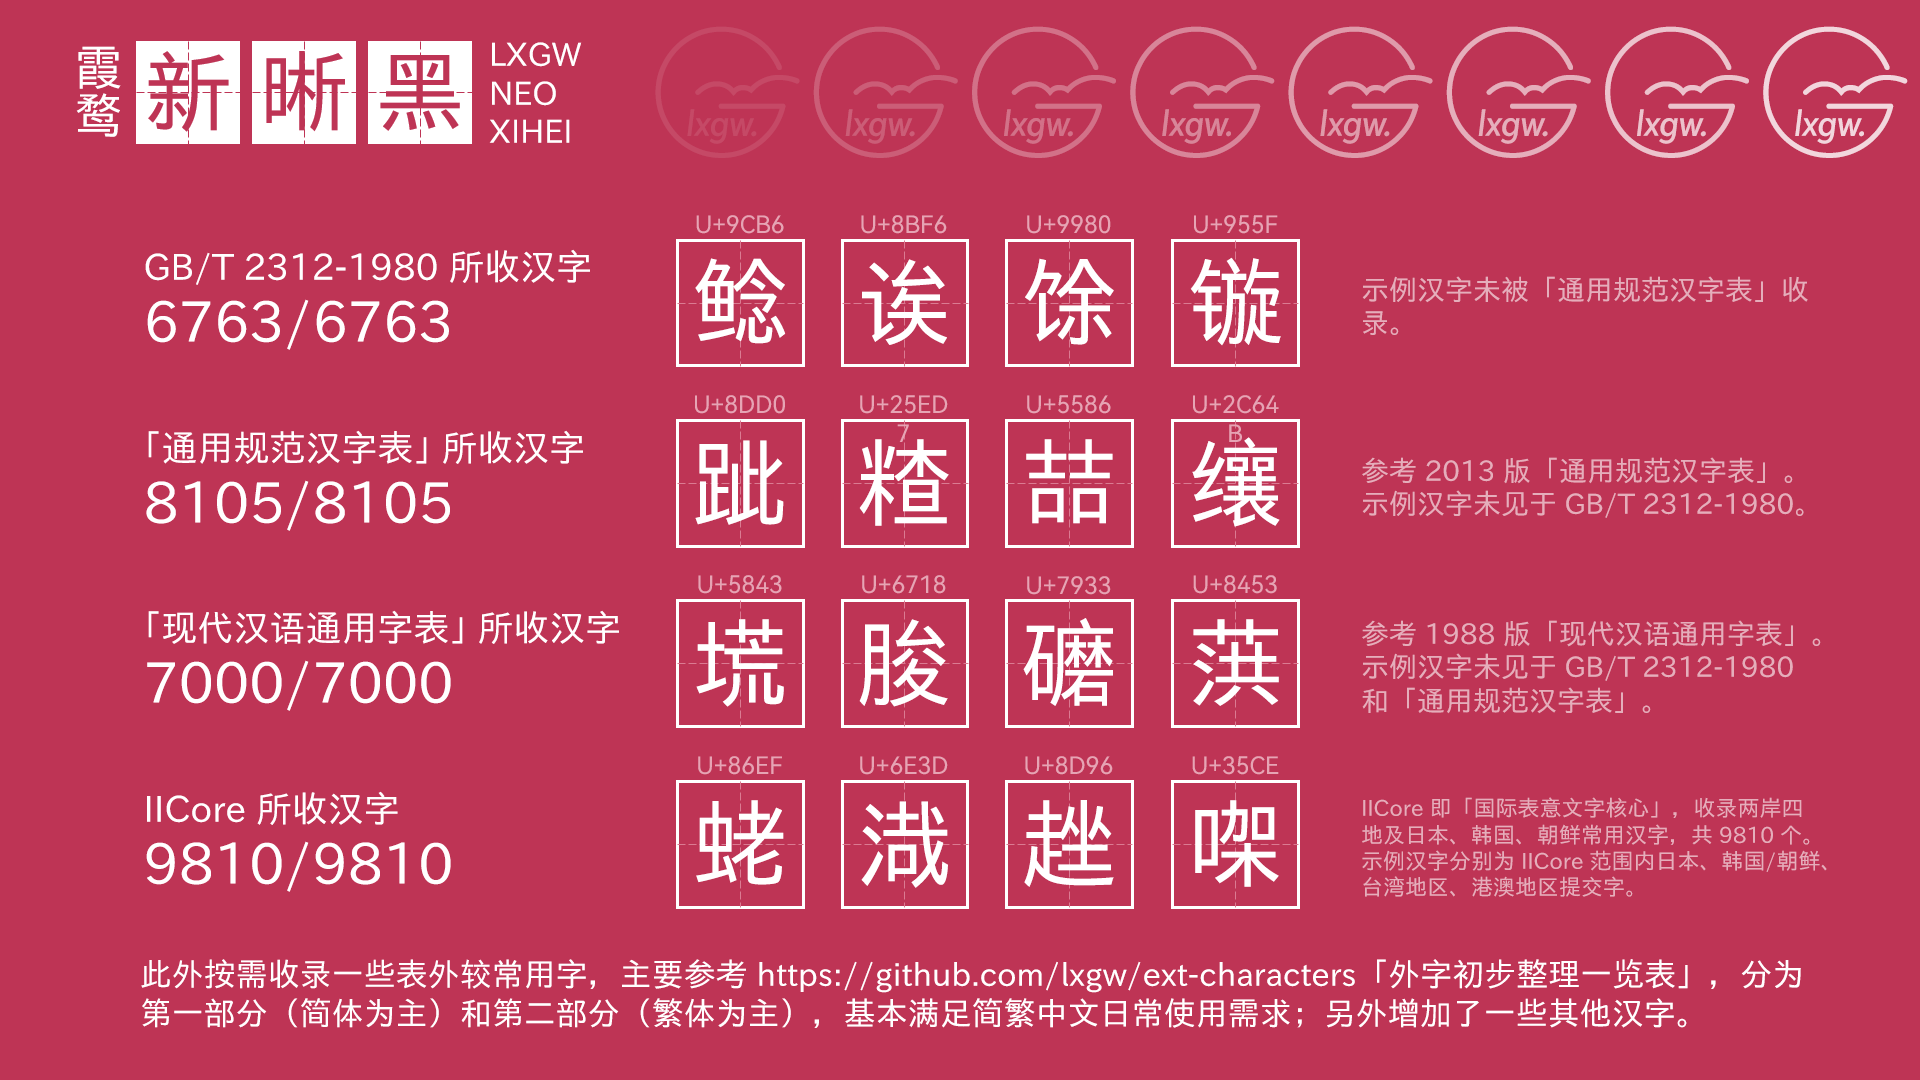 霞鹜
新晰黑
LXGW
NEO
XIHEI
lxgw. lxgw. lxgw. lxgw. lxgw. lxgw. lxgw. lxgw.
GB/T 2312-1980 所收汉字
6763/6763
U+9CB6 U+8BF6 U+9980 U+955F
鲶 诶 馀 镟
示例汉字未被「通用规范汉字表」收
录。
「通用规范汉字表」所收汉字
8105/8105
U+8DD0 U+25ED7 U+5586 U+2C64B
跐 𥻗 喆 𬙋
参考 2013 版「通用规范汉字表」。
示例汉字未见于 GB/T 2312-1980。
「现代汉语通用字表」所收汉字
7000/7000
U+5843 U+6718 U+7933 U+8453
塃 朘 礳 葓
参考 1988 版「现代汉语通用字表」。
示例汉字未见于 GB/T 2312-1980
和「通用规范汉字表」。
IICore 所收汉字
9810/9810
U+86EF U+6E3D U+8D96 U+35CE
蛯 渽 趖 㗎
IICore 即「国际表意文字核心」，收录两岸四
地及日本、韩国、朝鲜常用汉字，共 9810 个。
示例汉字分别为 IICore 范围内日本、韩国/朝鲜、
台湾地区、港澳地区提交字。
此外按需收录一些表外较常用字，主要参考 https://github.com/lxgw/ext-characters「外字初步整理一览表」，分为
第一部分（简体为主）和第二部分（繁体为主），基本满足简繁中文日常使用需求；另外增加了一些其他汉字。